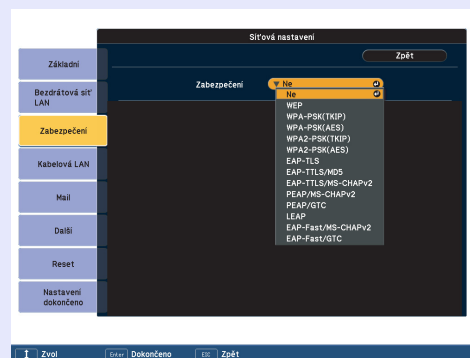 Síťová nastavení
Zpět
Základní
Bezdrátová síť
LAN
Zabezpečení
Kabelová LAN
Mail
Další
Reset
Nastavení
dokončeno
Zabezpečení
Ne
Ne
WEP
WPA-PSK(TKIP)
WPA-PSK(AES)
WPA2-PSK(TKIP)
WPA2-PSK(AES)
EAP-TLS
EAP-TTLS/MD5
EAP-TTLS/MS-CHAPv2
PEAP/MS-CHAPv2
PEAP/GTC
LEAP
EAP-Fast/MS-CHAPv2
EAP-Fast/GTC
Zvol Enter Dokončeno ESC Zpět